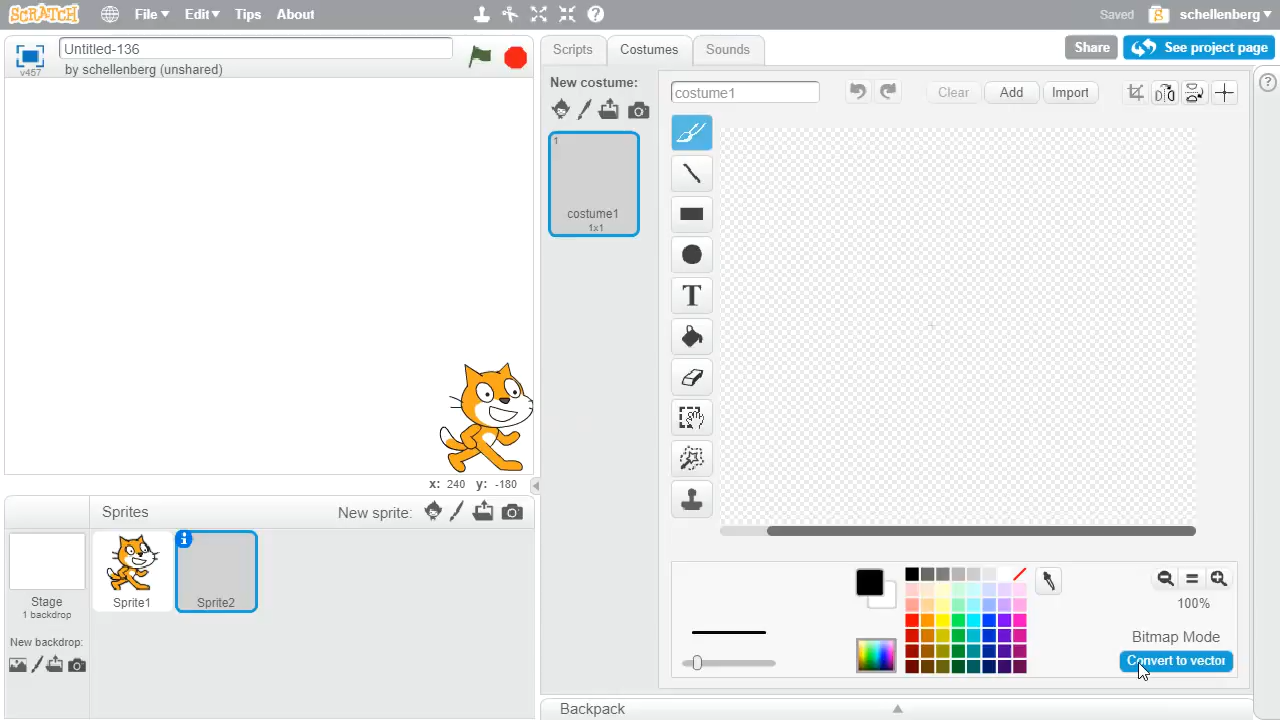 SCRATCH File Edit Tips About Saved schellenberg
Untitled-136
by schellenberg (unshared)
v457
Scripts Costumes Sounds
Share See project page
New costume:
costume1
Clear Add Import
1
costume1
1x1
T
x: 240 y: -180
Sprites New sprite:
Sprite1
Sprite2
Stage
1 backdrop
New backdrop:
100%
Bitmap Mode
Convert to vector
Backpack